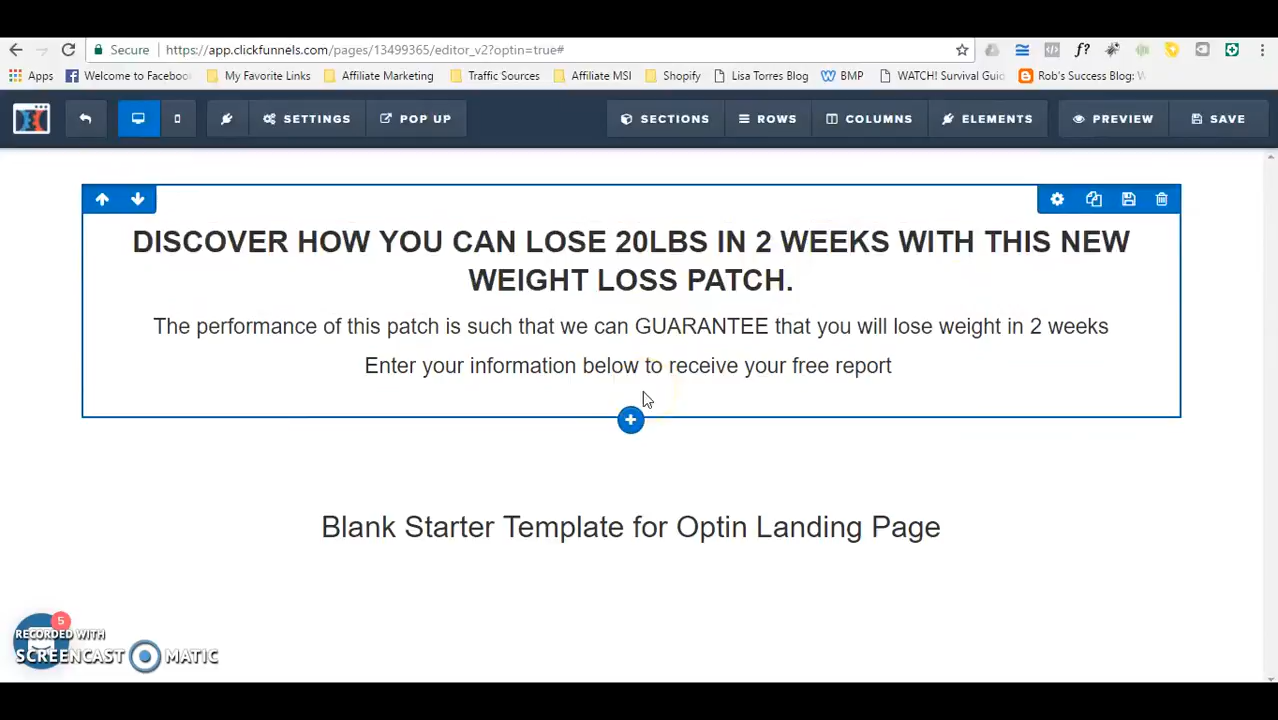 Secure https://app.clickfunnels.com/pages/13499365/editor_v2?optin=true#
f?
Apps Welcome to Faceboo My Favorite Links Affiliate Marketing Traffic Sources Affiliate MSI Shopify Lisa Torres Blog BMP WATCH! Survival Guid Rob's Success Blog: W
SETTINGS POP UP SECTIONS ROWS COLUMNS ELEMENTS PREVIEW SAVE
DISCOVER HOW YOU CAN LOSE 20LBS IN 2 WEEKS WITH THIS NEW
WEIGHT LOSS PATCH.
The performance of this patch is such that we can GUARANTEE that you will lose weight in 2 weeks
Enter your information below to receive your free report
Blank Starter Template for Optin Landing Page
5
RECORDED WITH
SCREENCAST MATIC